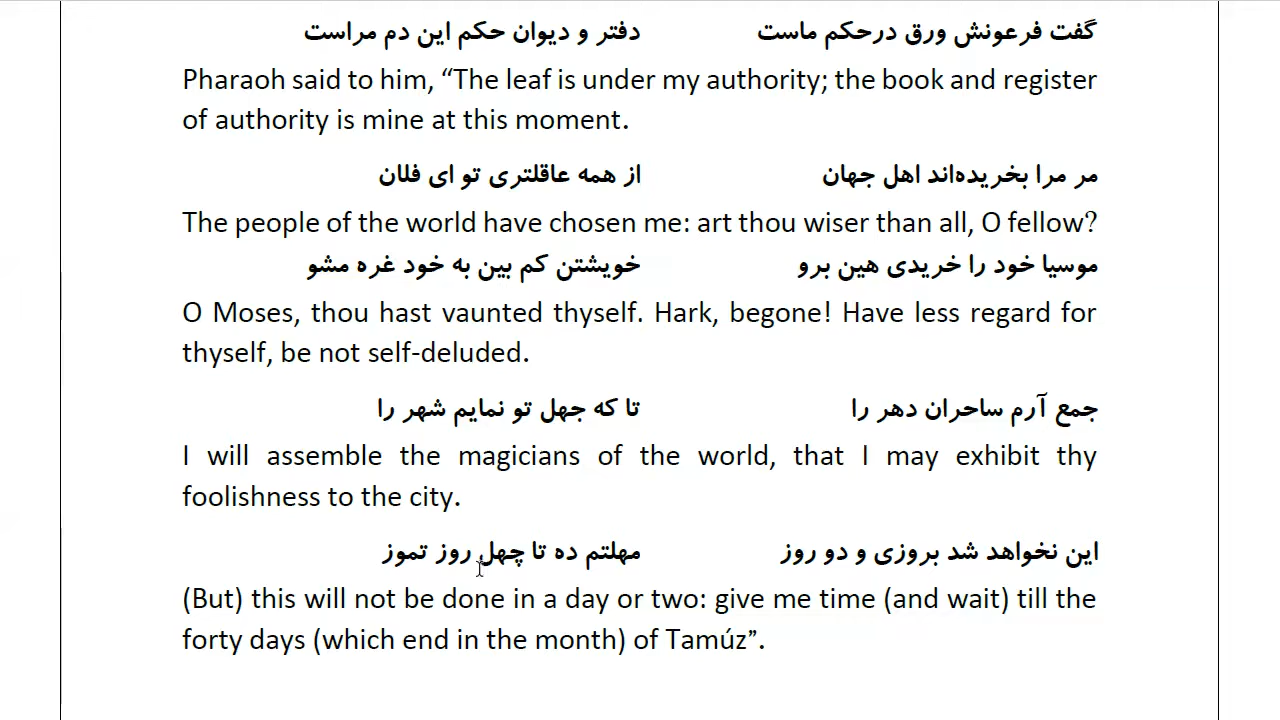 گفت فرعونش ورق درحکم ماست دفتر و دیوان حکم این دم مراست
Pharaoh said to him, “The leaf is under my authority; the book and register
of authority is mine at this moment.
مر مرا بخریده‌اند اهل جهان از همه عاقلتری تو ای فلان
The people of the world have chosen me: art thou wiser than all, O fellow?
موسیا خود را خریدی هین برو خویشتن کم بین به خود غره مشو
O Moses, thou hast vaunted thyself. Hark, begone! Have less regard for
thyself, be not self-deluded.
جمع آرم ساحران دهر را تا که جهل تو نمایم شهر را
I will assemble the magicians of the world, that I may exhibit thy
foolishness to the city.
این نخواهد شد بروزی و دو روز مهلتم ده تا چهل روز تموز
(But) this will not be done in a day or two: give me time (and wait) till the
forty days (which end in the month) of Tamúz”.